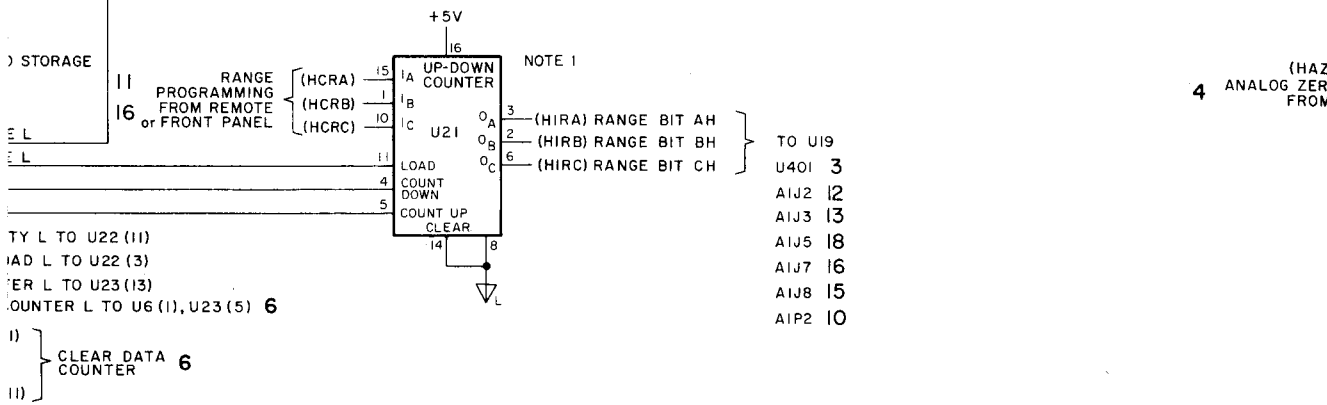 +5V
16
) STORAGE
11
16
RANGE
PROGRAMMING
FROM REMOTE
or FRONT PANEL
(HCRA)
(HCRB)
(HCRC)
15
1
10
IA
IB
IC
UP-DOWN
COUNTER
U21
NOTE 1
OA
OB
OC
3
2
6
(HIRA) RANGE BIT AH
(HIRB) RANGE BIT BH
(HIRC) RANGE BIT CH
TO U19
U401 3
A1J2 12
A1J3 13
A1J5 18
A1J7 16
A1J8 15
A1P2 10
4
(HAZ
ANALOG ZER
FROM
E L
E L
11
LOAD
4
COUNT
DOWN
5
COUNT UP
CLEAR
14
8
L
TY L TO U22 (11)
AD L TO U22 (3)
ER L TO U23 (13)
OUNTER L TO U6 (1), U23 (5) 6
1)
11)
CLEAR DATA
COUNTER
6